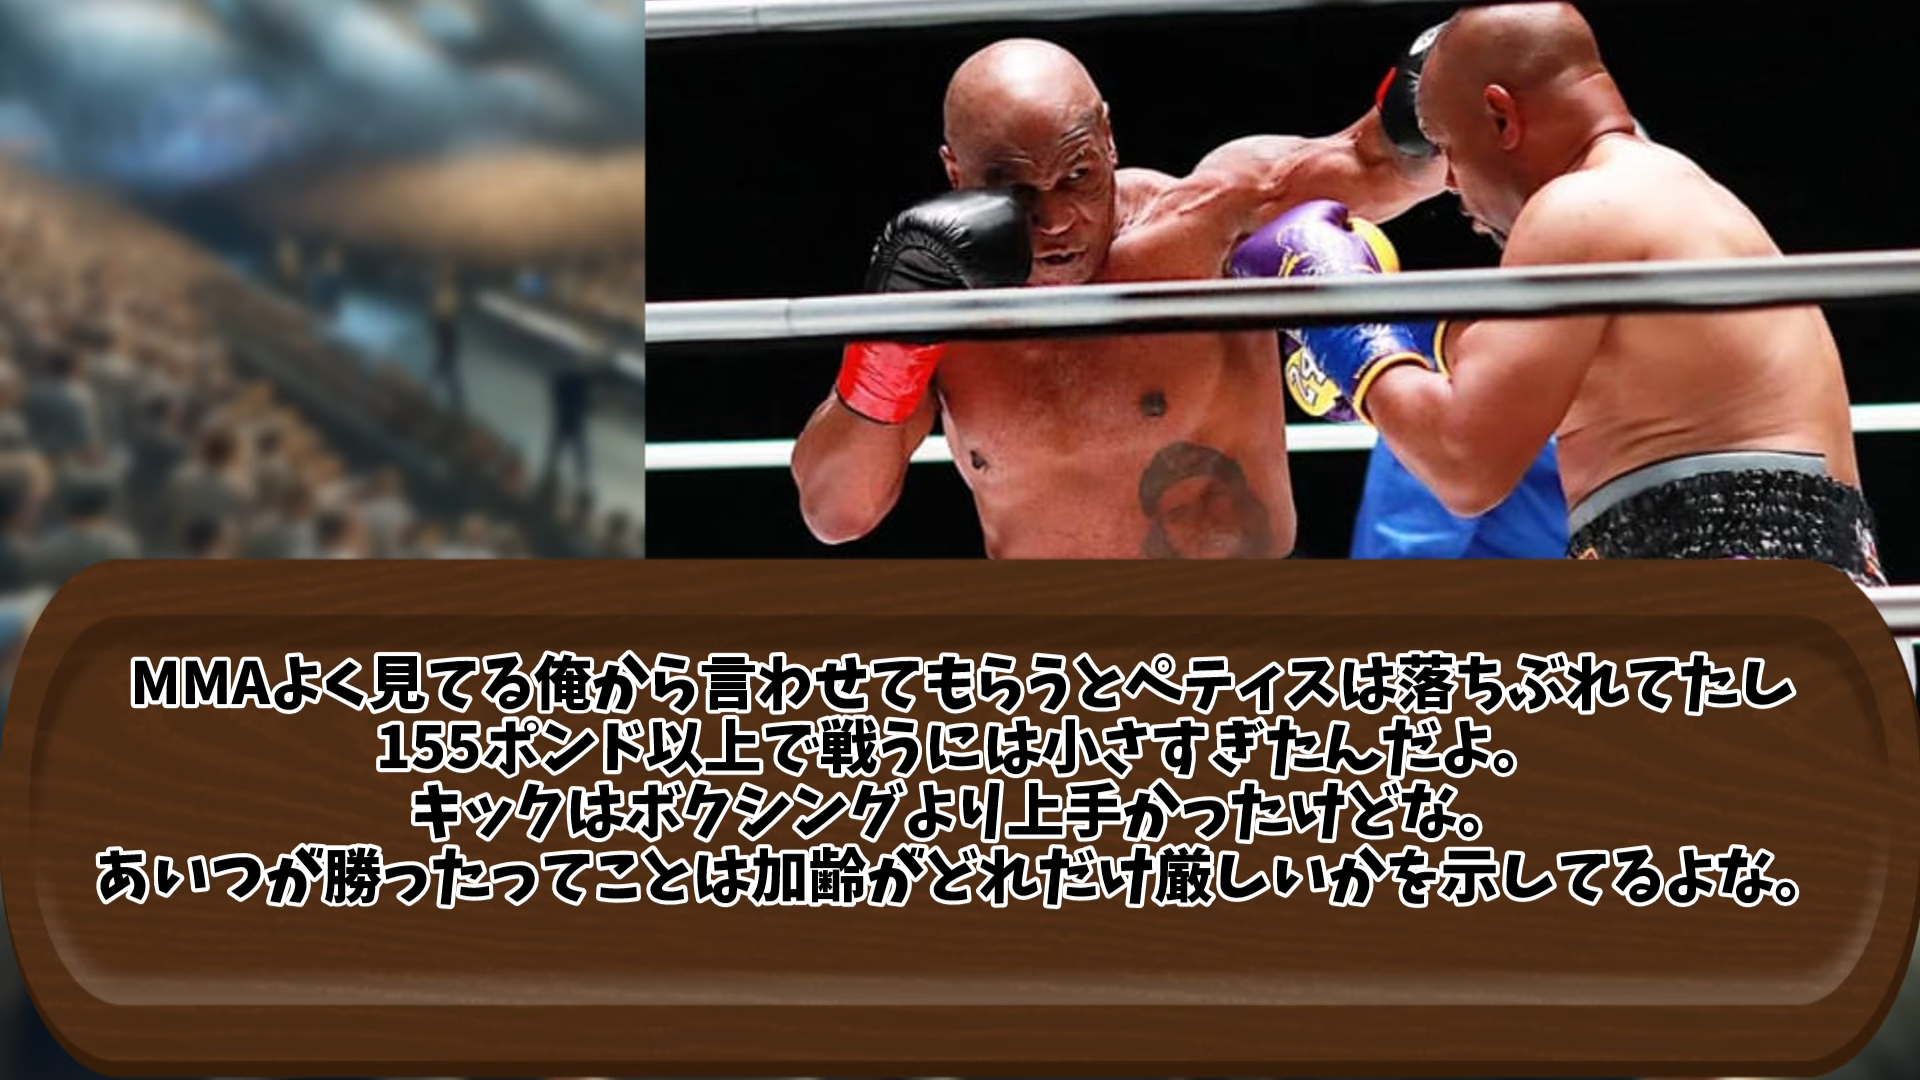 MMAよく見てる俺から言わせてもらうとペティスは落ちぶれてたし
155ポンド以上で戦うには小さすぎたんだよ。
キックはボクシングより上手かったけどな。
あいつが勝ったってことは加齢がどれだけ厳しいかを示してるよな。